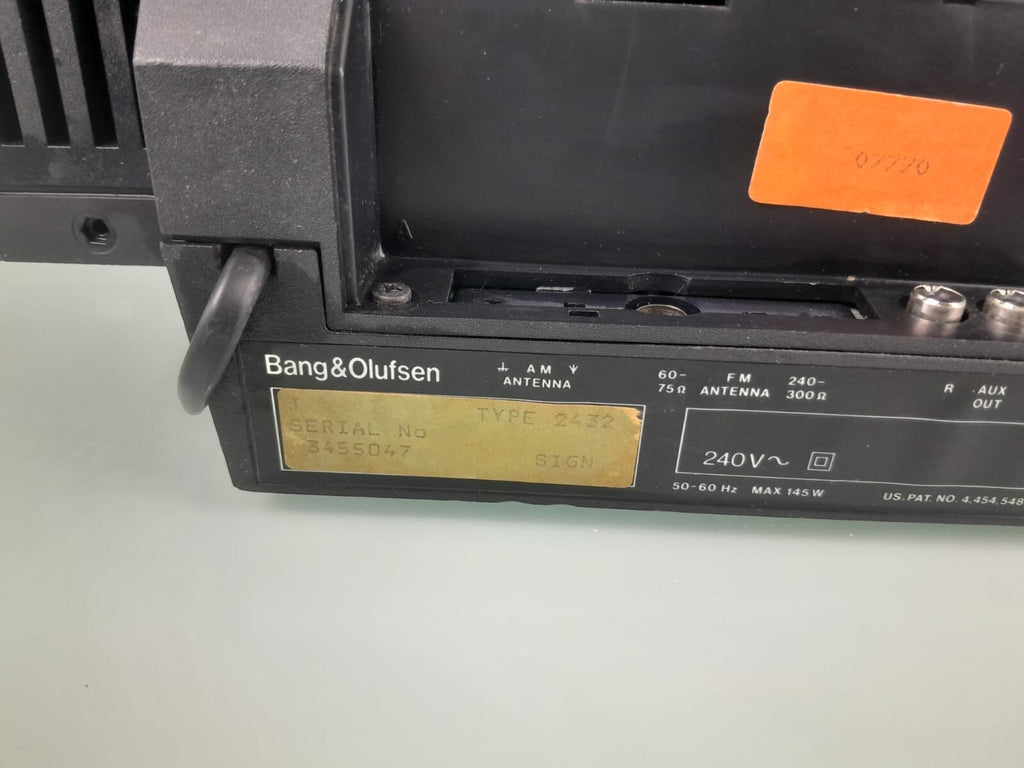 07770
A
Bang&Olufsen
AM
ANTENNA
60-
75Ω
FM
ANTENNA
240-
300Ω
R
AUX
OUT
I
TYPE 2432
SERIAL No
3455047
SIGN
240V~
50-60 Hz MAX 145W
US. PAT. NO. 4.454.548